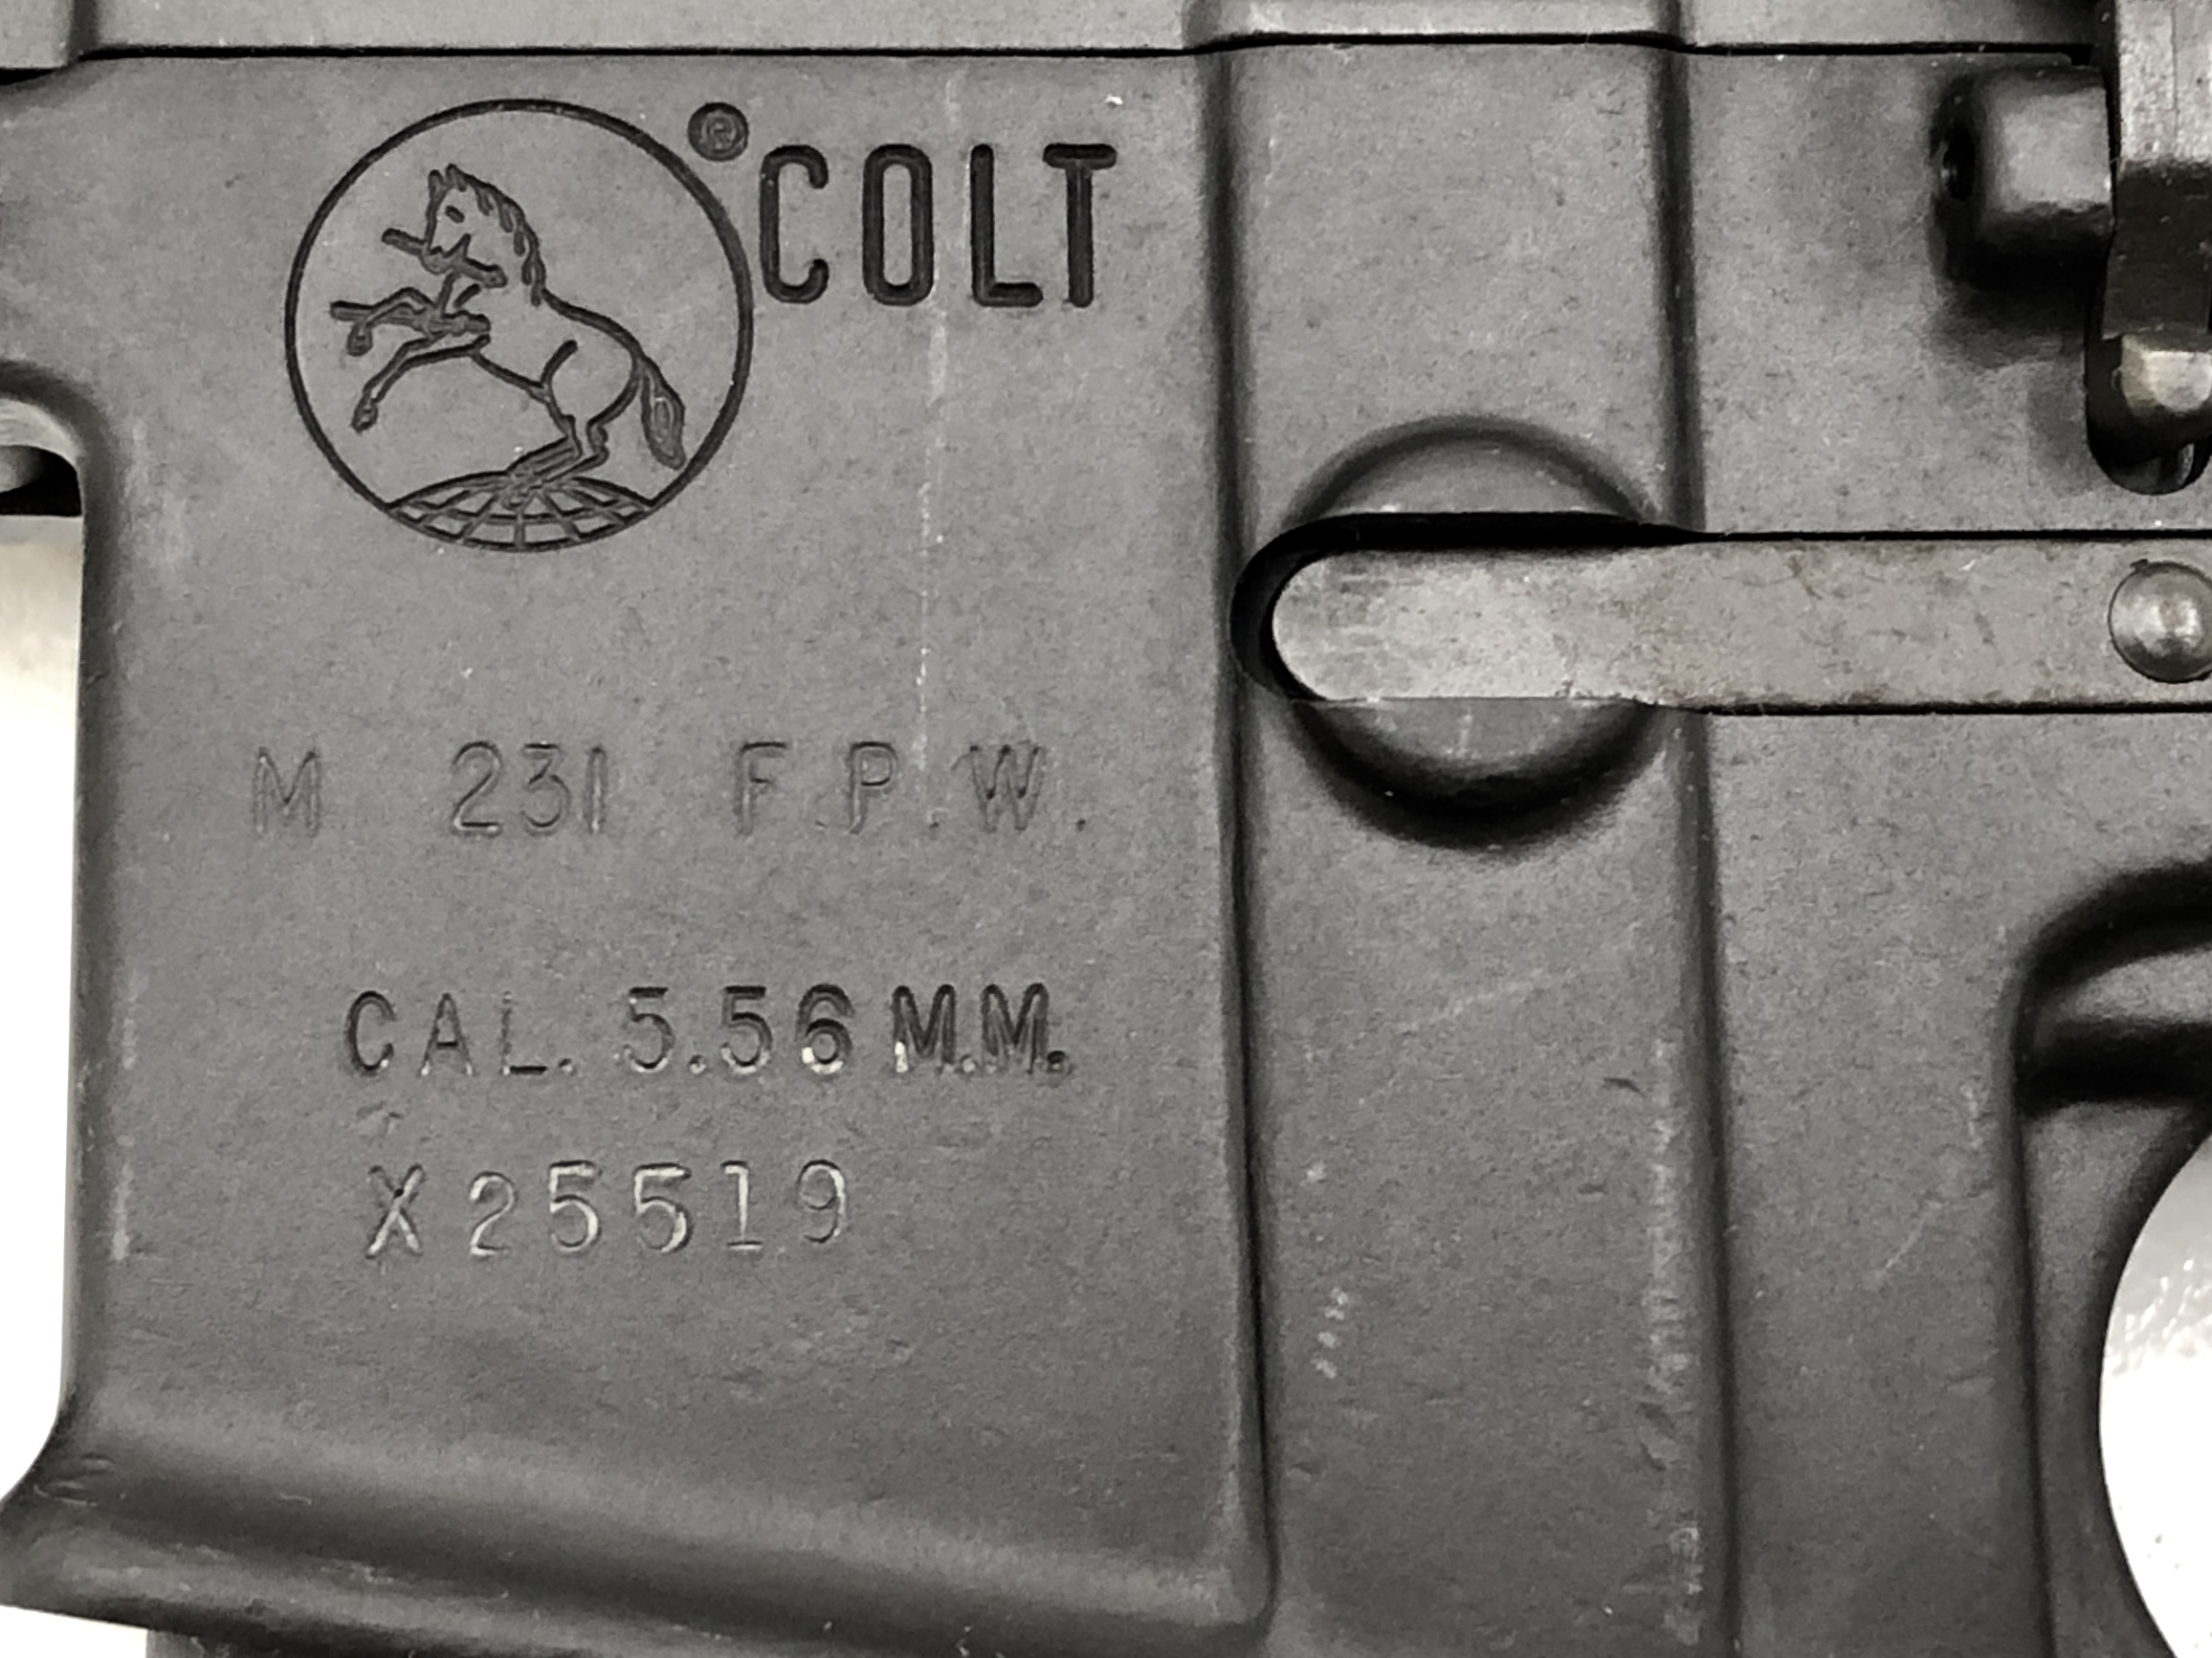 ® COLT
M 231 F.P.W.
CAL. 5.56 M.M.
X25519